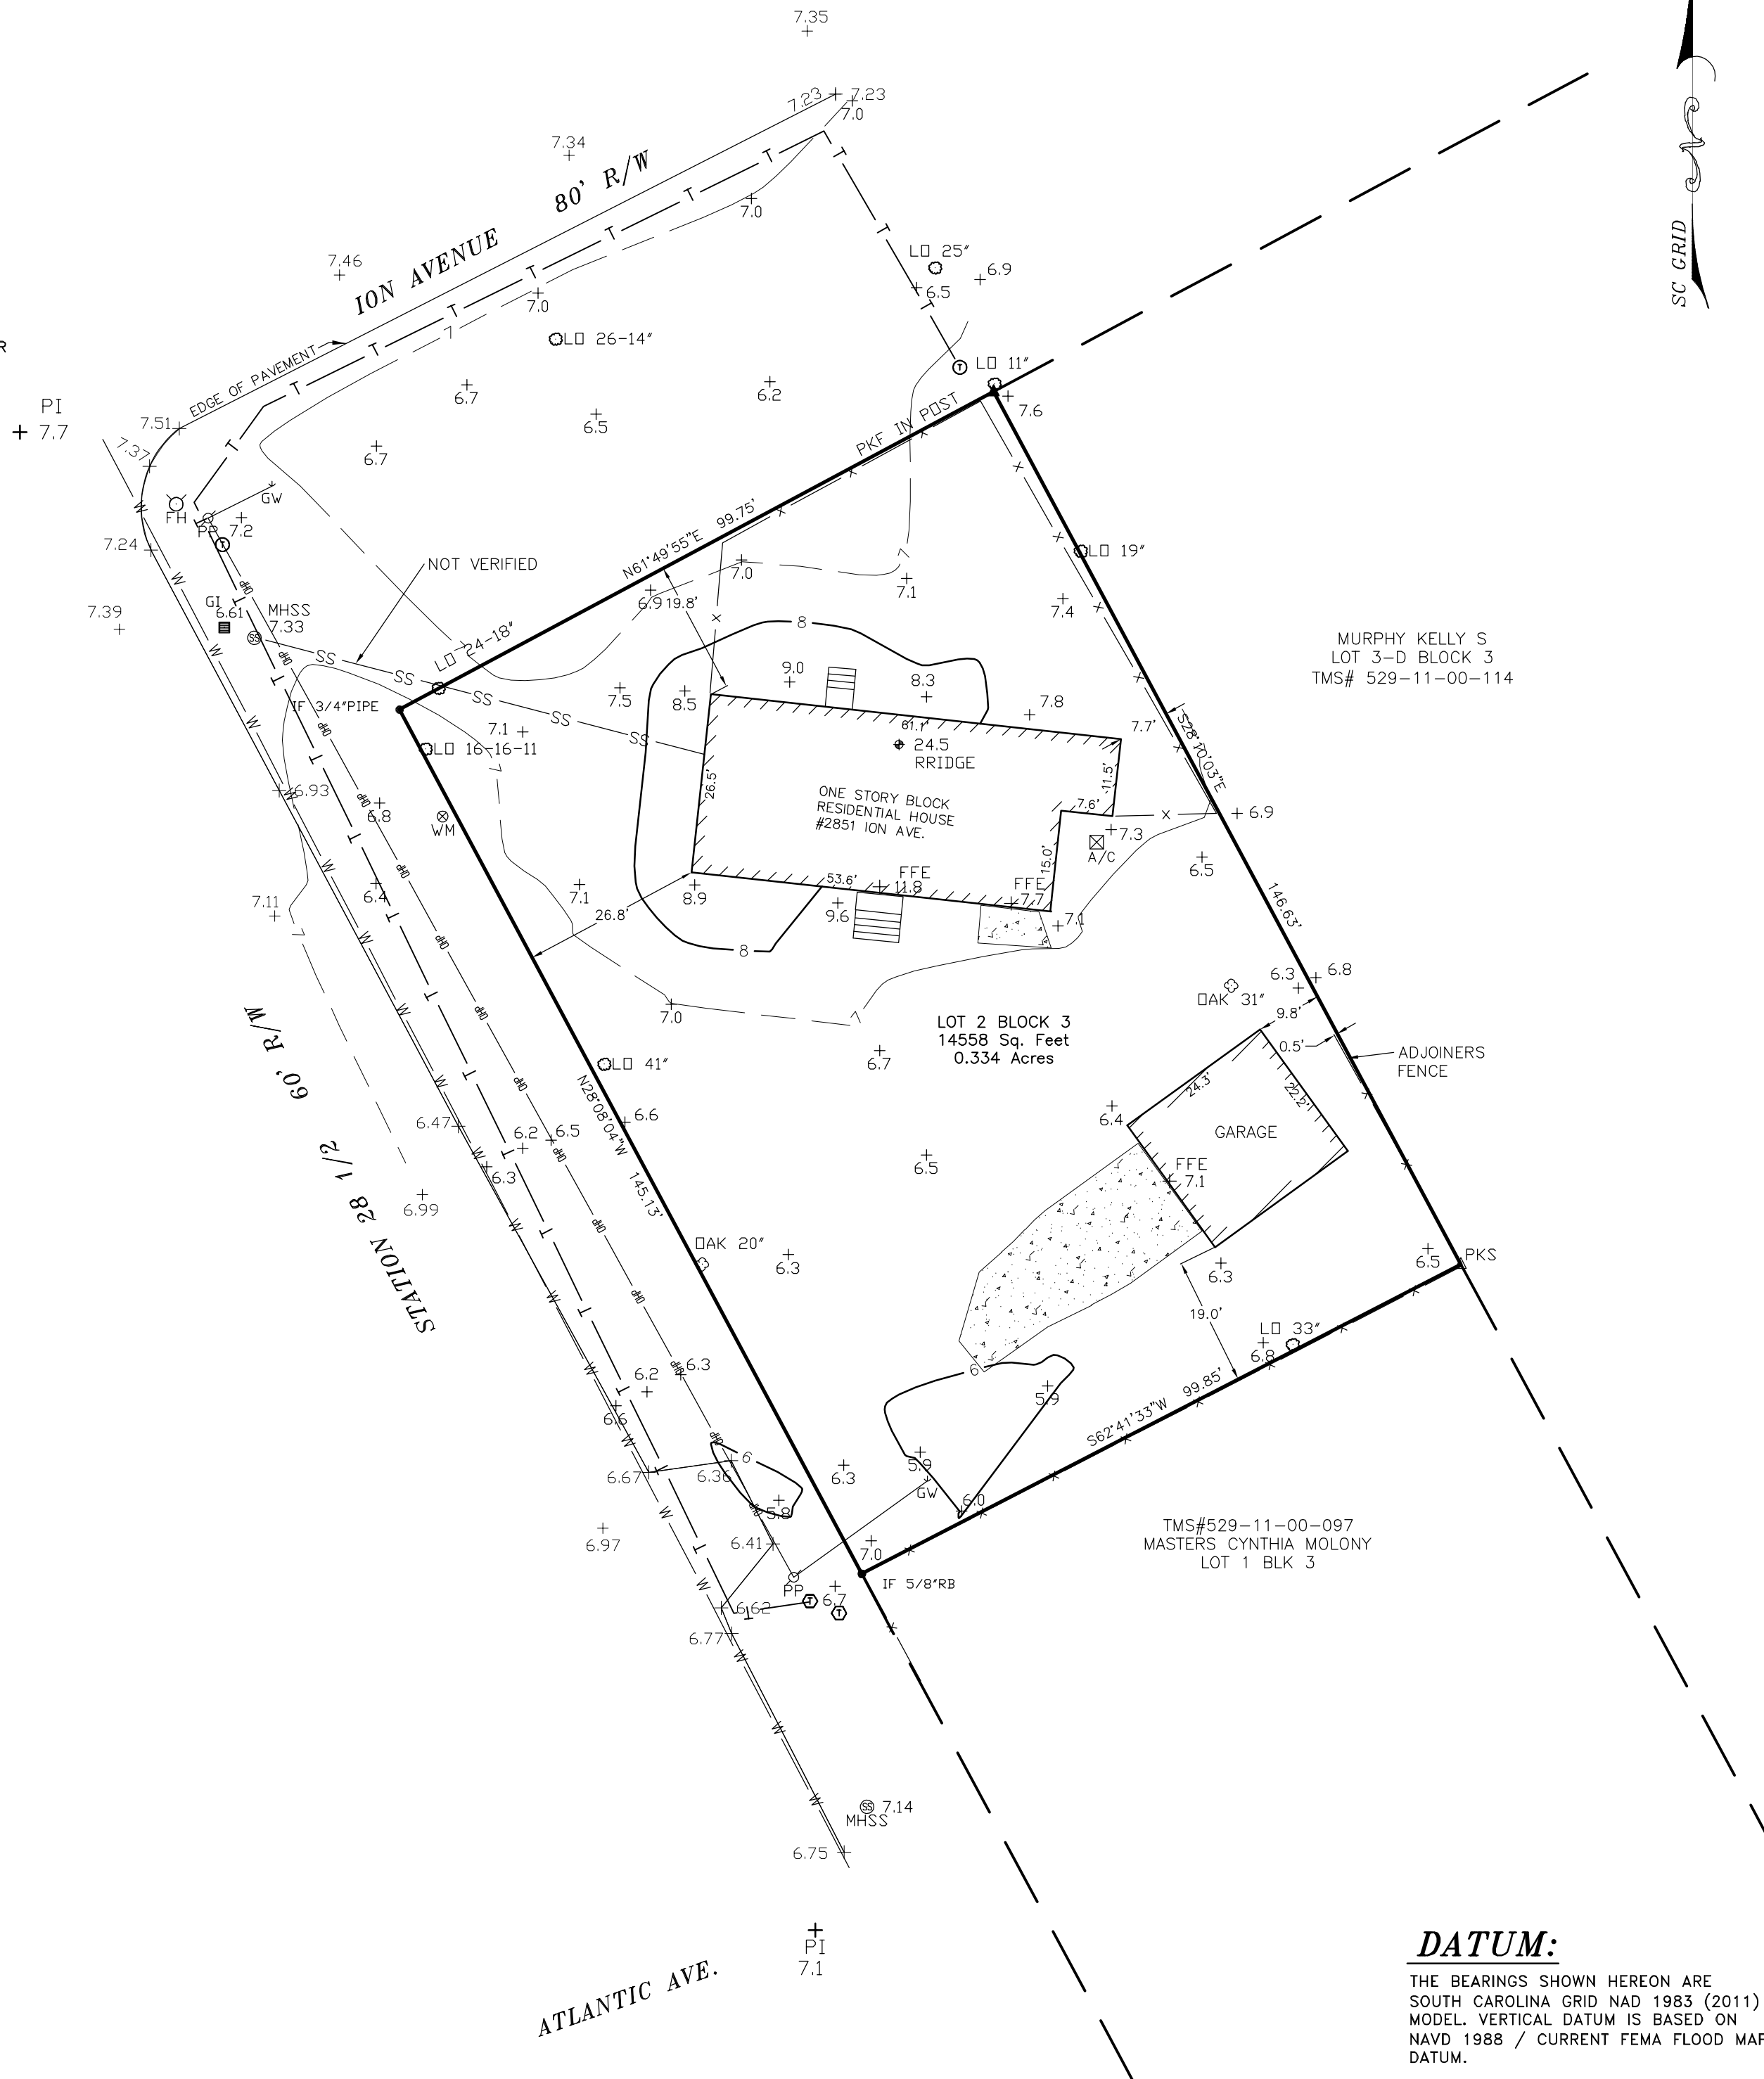 7.35
7.23
7.23
7.0
7.34
80' R/W
ION AVENUE
7.0
7.46
7.0
7
LO 25"
6.9
6.5
T
LO 11"
SC GRID
R
LO 26-14"
EDGE OF PAVEMENT
PI
7.7
6.7
6.5
6.2
7.6
PKF IN POST
7.51
7.37
6.7
GW
FH
PP
7.2
T
7.24
NOT VERIFIED
N61°49'55"E 99.75'
LO 19"
7.0
7
7.1
7.4
6.9
19.8'
GI
6.61
MHSS
7.33
SS
7.39
LO 24-18"
8
MURPHY KELLY S
LOT 3-D BLOCK 3
TMS# 529-11-00-114
9.0
8.3
7.5
8.5
7.8
IF 3/4"PIPE
7.1
LO 16-16-11
61.1'
7.7'
S28°10'03"E
24.5
RRIDGE
7
26.5'
11.5'
6.93
6.8
WM
ONE STORY BLOCK
RESIDENTIAL HOUSE
#2851 ION AVE.
7.6'
7.3
A/C
6.9
6.5
15.0'
6.4
7.1
8.9
53.6'
FFE
11.8
FFE
7.7
7.1
7.11
7
26.8'
9.6
146.63'
8
6.3
6.8
OAK 31"
7.0
7
60' R/W
LOT 2 BLOCK 3
14558 Sq. Feet
0.334 Acres
9.8'
0.5'
ADJOINERS
FENCE
6.7
LO 41"
24.3'
22.2'
N28°08'04"W 145.13'
6.6
6.4
GARAGE
6.47
6.2
6.5
6.3
6.5
FFE
7.1
STATION 28 1/2
6.99
OAK 20"
6.3
6.3
6.5
PKS
19.0'
LO 33"
6.8
6.2
6.3
6.6
6
5.9
S62°41'33"W 99.85'
6.67
6
6.36
6.3
5.9
GW
6.0
5.8
6.97
6.41
7.0
TMS#529-11-00-097
MASTERS CYNTHIA MOLONY
LOT 1 BLK 3
PP
IF 5/8"RB
6.7
6.62
T
T
6.77
SS 7.14
MHSS
6.75
PI
7.1
ATLANTIC AVE.
DATUM:
THE BEARINGS SHOWN HEREON ARE
SOUTH CAROLINA GRID NAD 1983 (2011)
MODEL. VERTICAL DATUM IS BASED ON
NAVD 1988 / CURRENT FEMA FLOOD MAP
DATUM.